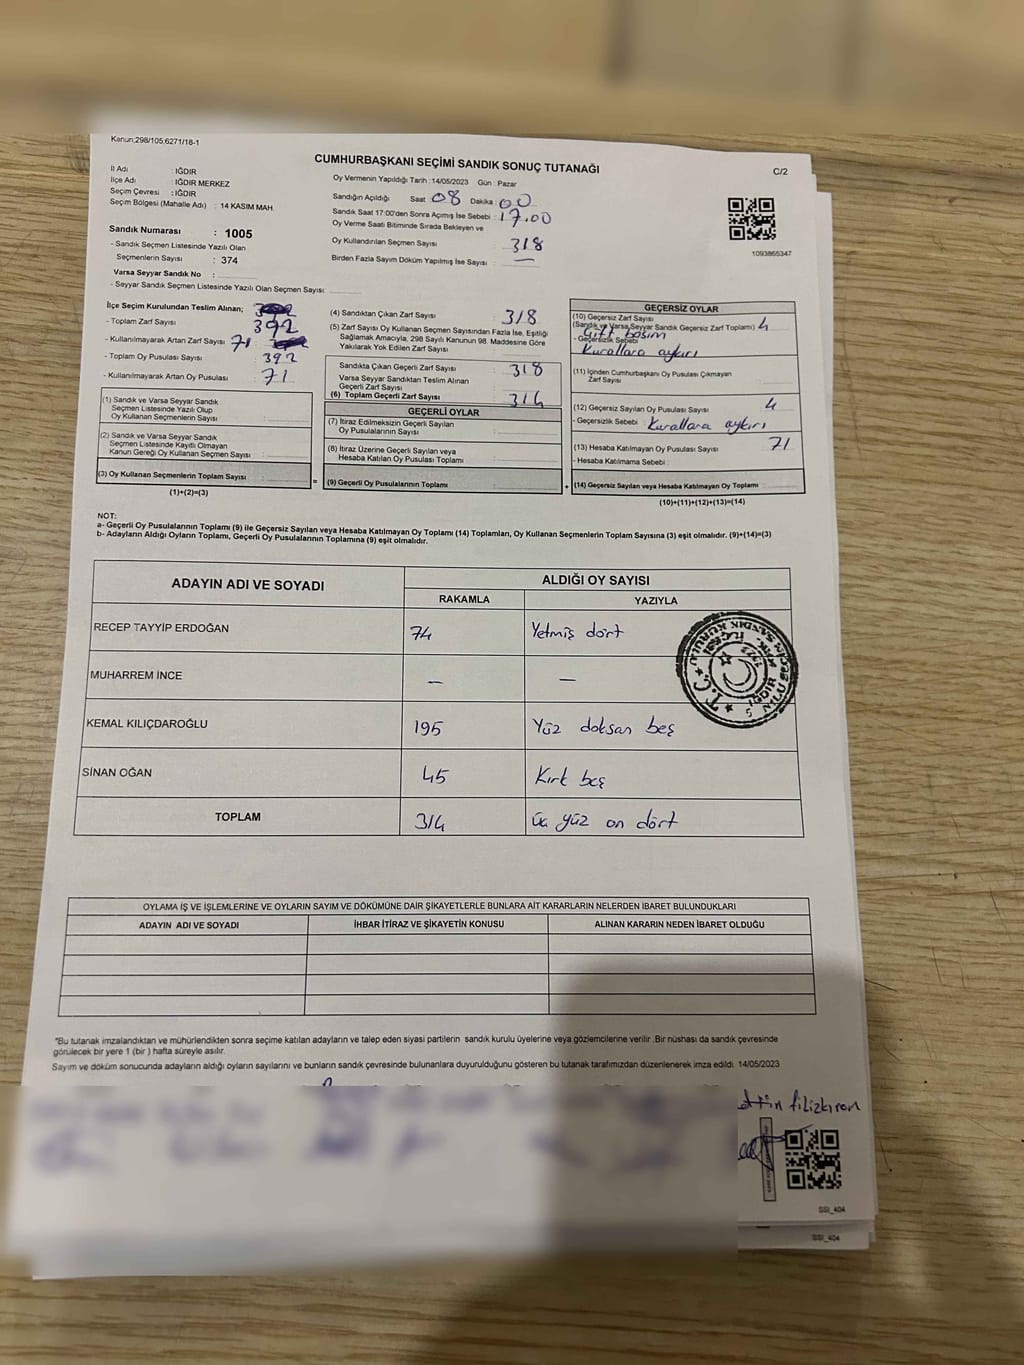 Kanun:298/105;6271/18-1
CUMHURBAŞKANI SEÇİMİ SANDIK SONUÇ TUTANAĞI
C/2
İl Adı : IĞDIR
İlçe Adı : IĞDIR MERKEZ
Seçim Çevresi : IĞDIR
Seçim Bölgesi (Mahalle Adı) : 14 KASIM MAH.
Sandık Numarası : 1005
- Sandık Seçmen Listesinde Yazılı Olan
Seçmenlerin Sayısı : 374
Varsa Seyyar Sandık No :
- Seyyar Sandık Seçmen Listesinde Yazılı Olan Seçmen Sayısı:
Oy Vermenin Yapıldığı Tarih : 14/05/2023 Gün : Pazar
Sandığın Açıldığı Saat 08 Dakika 00
Sandık Saat 17:00'den Sonra Açımış İse Sebebi : 17.00
Oy Verme Saati Bitiminde Sırada Bekleyen ve
Oy Kullandırılan Seçmen Sayısı 318
Birden Fazla Sayım Döküm Yapılmış İse Sayısı : —
1093865347
İlçe Seçim Kurulundan Teslim Alınan;
- Toplam Zarf Sayısı 392
- Kullanılmayarak Artan Zarf Sayısı 71
- Toplam Oy Pusulası Sayısı 392
- Kullanılmayarak Artan Oy Pusulası 71
(1) Sandık ve Varsa Seyyar Sandık
Seçmen Listesinde Yazılı Olup
Oy Kullanan Seçmenlerin Sayısı :
(2) Sandık ve Varsa Seyyar Sandık
Seçmen Listesinde Kayıtlı Olmayan
Kanun Gereği Oy Kullanan Seçmen Sayısı :
(3) Oy Kullanan Seçmenlerin Toplam Sayısı :
(1)+(2)=(3)
(4) Sandıktan Çıkan Zarf Sayısı : 318
(5) Zarf Sayısı Oy Kullanan Seçmen Sayısından Fazla İse, Eşitliği
Sağlamak Amacıyla, 298 Sayılı Kanunun 98. Maddesine Göre
Yakılarak Yok Edilen Zarf Sayısı :
Sandıkta Çıkan Geçerli Zarf Sayısı : 318
Varsa Seyyar Sandıktan Teslim Alınan
Geçerli Zarf Sayısı :
(6) Toplam Geçerli Zarf Sayısı : 314
GEÇERLİ OYLAR
(7) İtiraz Edilmeksizin Geçerli Sayılan
Oy Pusulalarının Sayısı :
(8) İtiraz Üzerine Geçerli Sayılan veya
Hesaba Katılan Oy Pusulası Toplamı :
= (9) Geçerli Oy Pusulalarının Toplamı :
GEÇERSİZ OYLAR
(10) Geçersiz Zarf Sayısı
(Sandık ve Varsa Seyyar Sandık Geçersiz Zarf Toplamı) 4
Çift basım
- Geçersizlik Sebebi
Kurallara aykırı
(11) İçinden Cumhurbaşkanı Oy Pusulası Çıkmayan
Zarf Sayısı
(12) Geçersiz Sayılan Oy Pusulası Sayısı 4
- Geçersizlik Sebebi Kurallara aykırı
(13) Hesaba Katılmayan Oy Pusulası Sayısı 71
- Hesaba Katılmama Sebebi :
+ (14) Geçersiz Sayılan veya Hesaba Katılmayan Oy Toplamı :
(10)+(11)+(12)+(13)=(14)
NOT:
a- Geçerli Oy Pusulalarının Toplamı (9) ile Geçersiz Sayılan veya Hesaba Katılmayan Oy Toplamı (14) Toplamları, Oy Kullanan Seçmenlerin Toplam Sayısına (3) eşit olmalıdır. (9)+(14)=(3)
b- Adayların Aldığı Oyların Toplamı, Geçerli Oy Pusulalarının Toplamına (9) eşit olmalıdır.
ADAYIN ADI VE SOYADI ALDIĞI OY SAYISI
RAKAMLA YAZIYLA
RECEP TAYYİP ERDOĞAN 74 Yetmiş dört
MUHARREM İNCE — —
KEMAL KILIÇDAROĞLU 195 Yüz doksan beş
SİNAN OĞAN 45 Kırk beş
TOPLAM 314 üç yüz on dört
OYLAMA İŞ VE İŞLEMLERİNE VE OYLARIN SAYIM VE DÖKÜMÜNE DAİR ŞİKAYETLERLE BUNLARA AİT KARARLARIN NELERDEN İBARET BULUNDUKLARI
ADAYIN ADI VE SOYADI İHBAR İTİRAZ VE ŞİKAYETİN KONUSU ALINAN KARARIN NEDEN İBARET OLDUĞU
*Bu tutanak imzalandıktan ve mühürlendikten sonra seçime katılan adayların ve talep eden siyasi partilerin sandık kurulu üyelerine veya gözlemcilerine verilir .Bir nüshası da sandık çevresinde
görülecek bir yere 1 (bir ) hafta süreyle asılır.
Sayım ve döküm sonucunda adayların aldığı oyların sayılarını ve bunların sandık çevresinde bulunanlara duyurulduğunu gösteren bu tutanak tarafımızdan düzenlenerek imza edildi. 14/05/2023
filizkıran
SSİ_404
SSİ_404